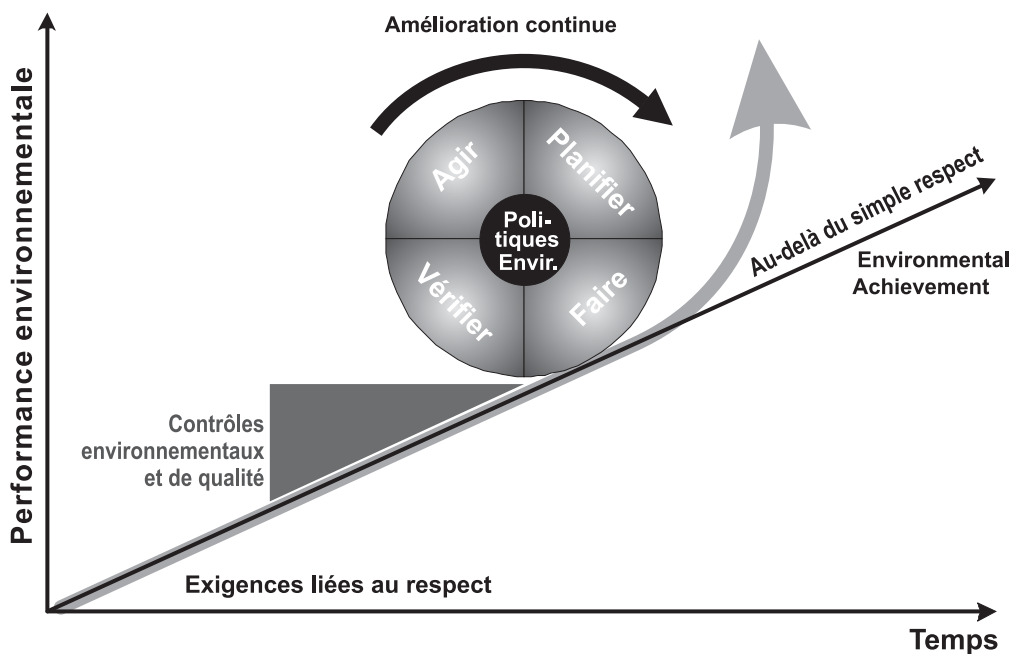 Amélioration continue
Performance environnementale
Agir
Planifier
Poli-
tiques
Envir.
Vérifier
Faire
Au-delà du simple respect
Environmental
Achievement
Contrôles
environnementaux
et de qualité
Exigences liées au respect
Temps